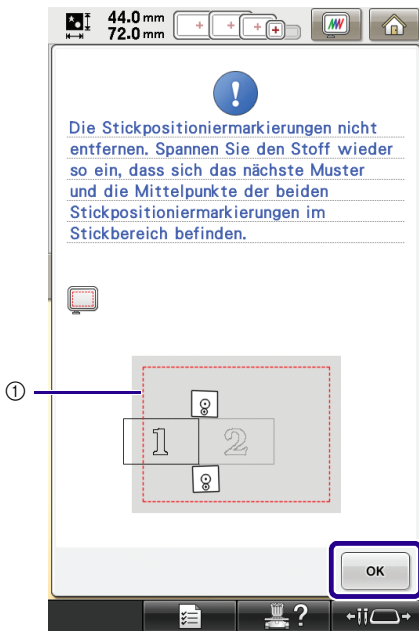 44.0 mm
72.0 mm
Die Stickpositioniermarkierungen nicht
entfernen. Spannen Sie den Stoff wieder
so ein, dass sich das nächste Muster
und die Mittelpunkte der beiden
Stickpositioniermarkierungen im
Stickbereich befinden.
①
1 2
OK
?